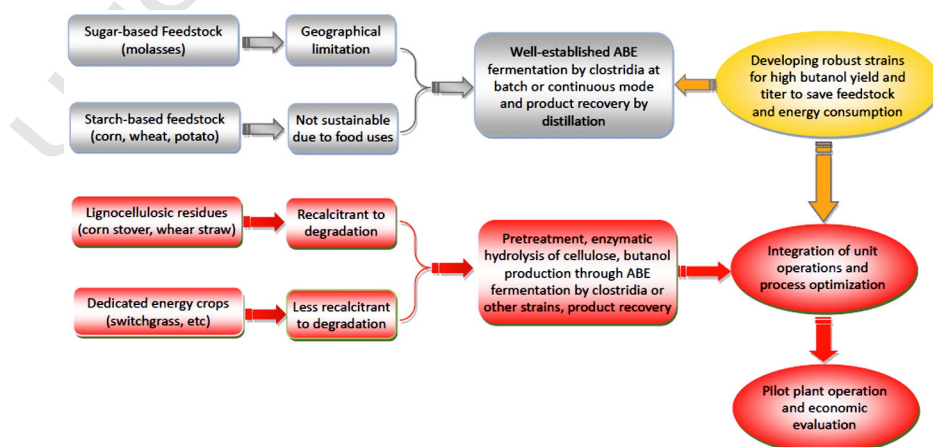 Sugar-based Feedstock
(molasses)
Geographical
limitation
Well-established ABE
fermentation by clostridia at
batch or continuous mode
and product recovery by
distillation
Developing robust strains
for high butanol yield and
titer to save feedstock
and energy consumption
Starch-based feedstock
(corn, wheat, potato)
Not sustainable
due to food uses
Lignocellulosic residues
(corn stover, whear straw)
Recalcitrant to
degradation
Pretreatment, enzymatic
hydrolysis of cellulose, butanol
production through ABE
fermentation by clostridia or
other strains, product recovery
Integration of unit
operations and
process optimization
Dedicated energy crops
(switchgrass, etc)
Less recalcitrant
to degradation
Pilot plant operation
and economic
evaluation